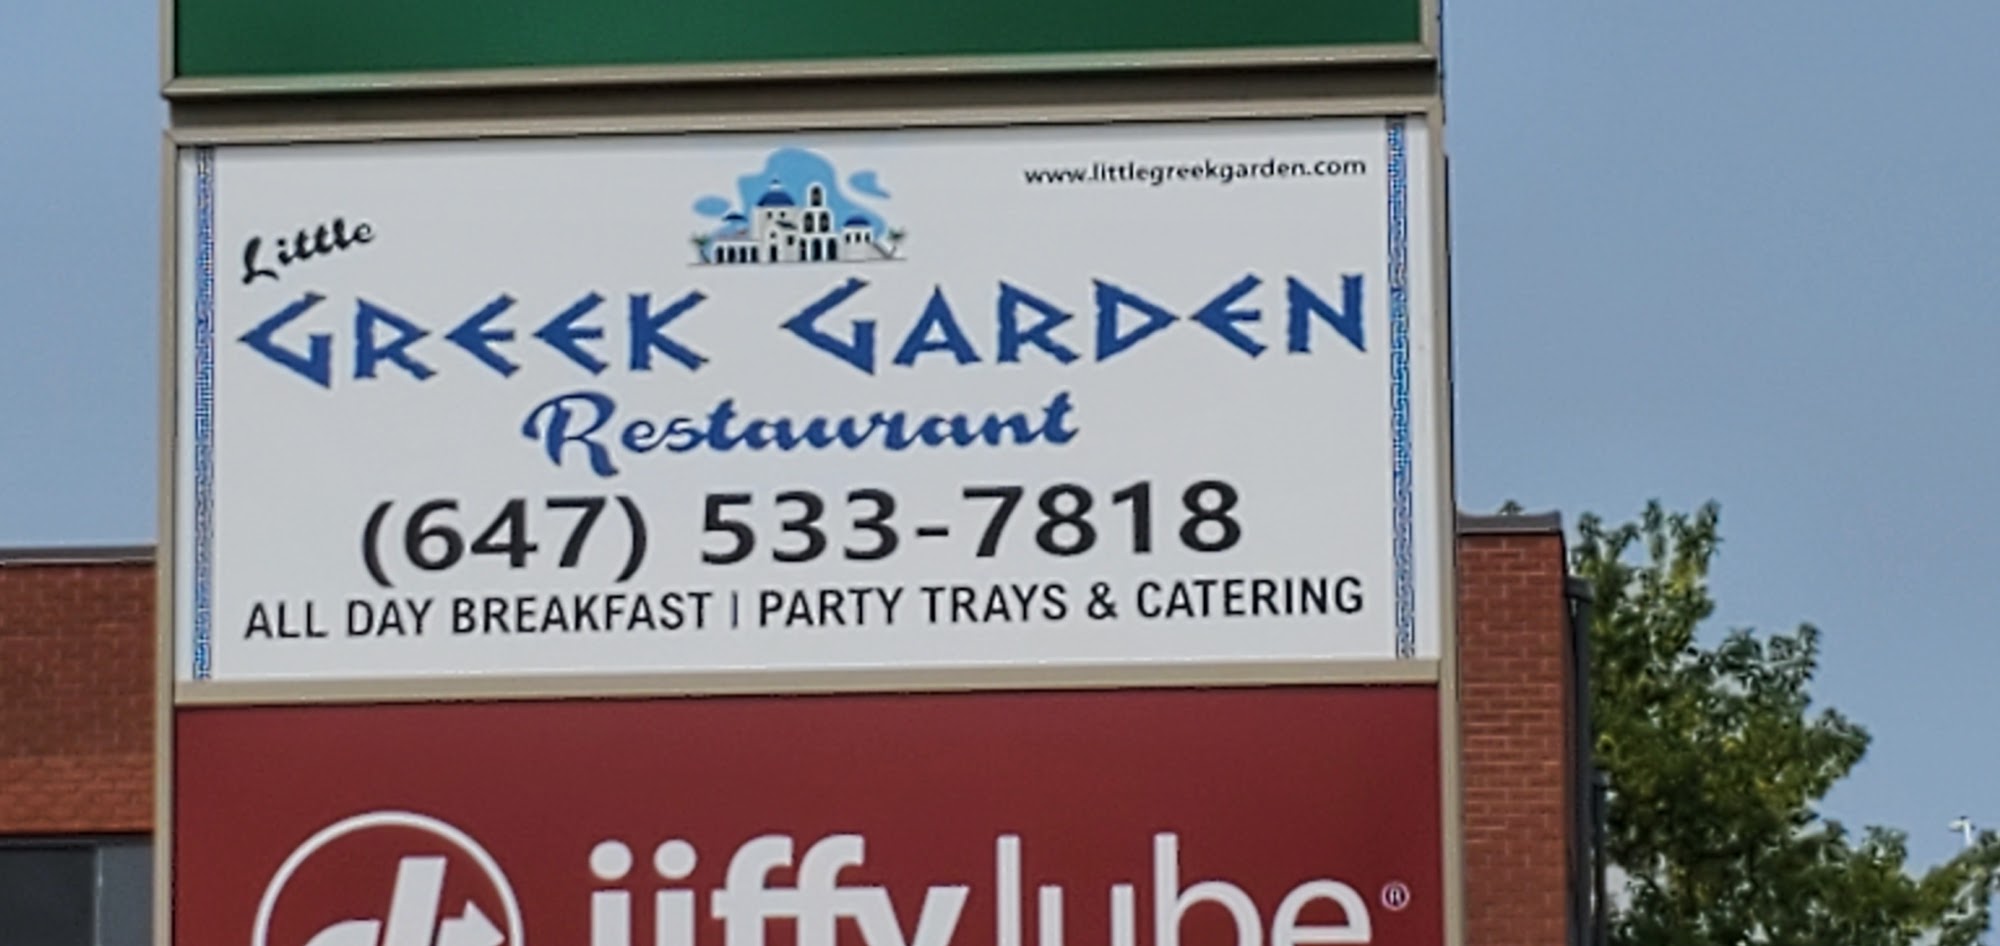 www.littlegreekgarden.com
Little
GREEK GARDEN
Restaurant
(647) 533-7818
ALL DAY BREAKFAST | PARTY TRAYS & CATERING
jiffy lube®